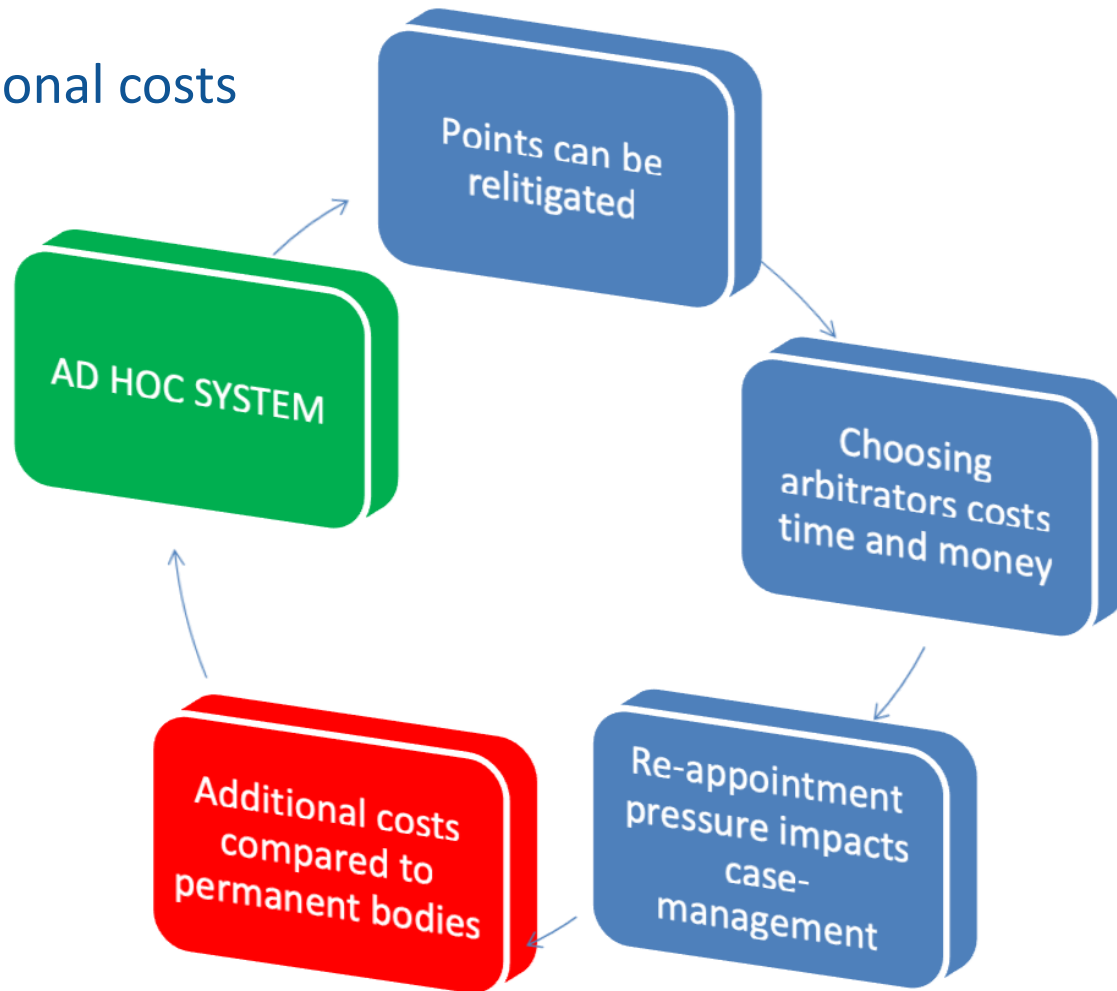 onal costs
Points can be
relitigated
AD HOC SYSTEM
Choosing
arbitrators costs
time and money
Re-appointment
pressure impacts
case-
management
Additional costs
compared to
permanent bodies